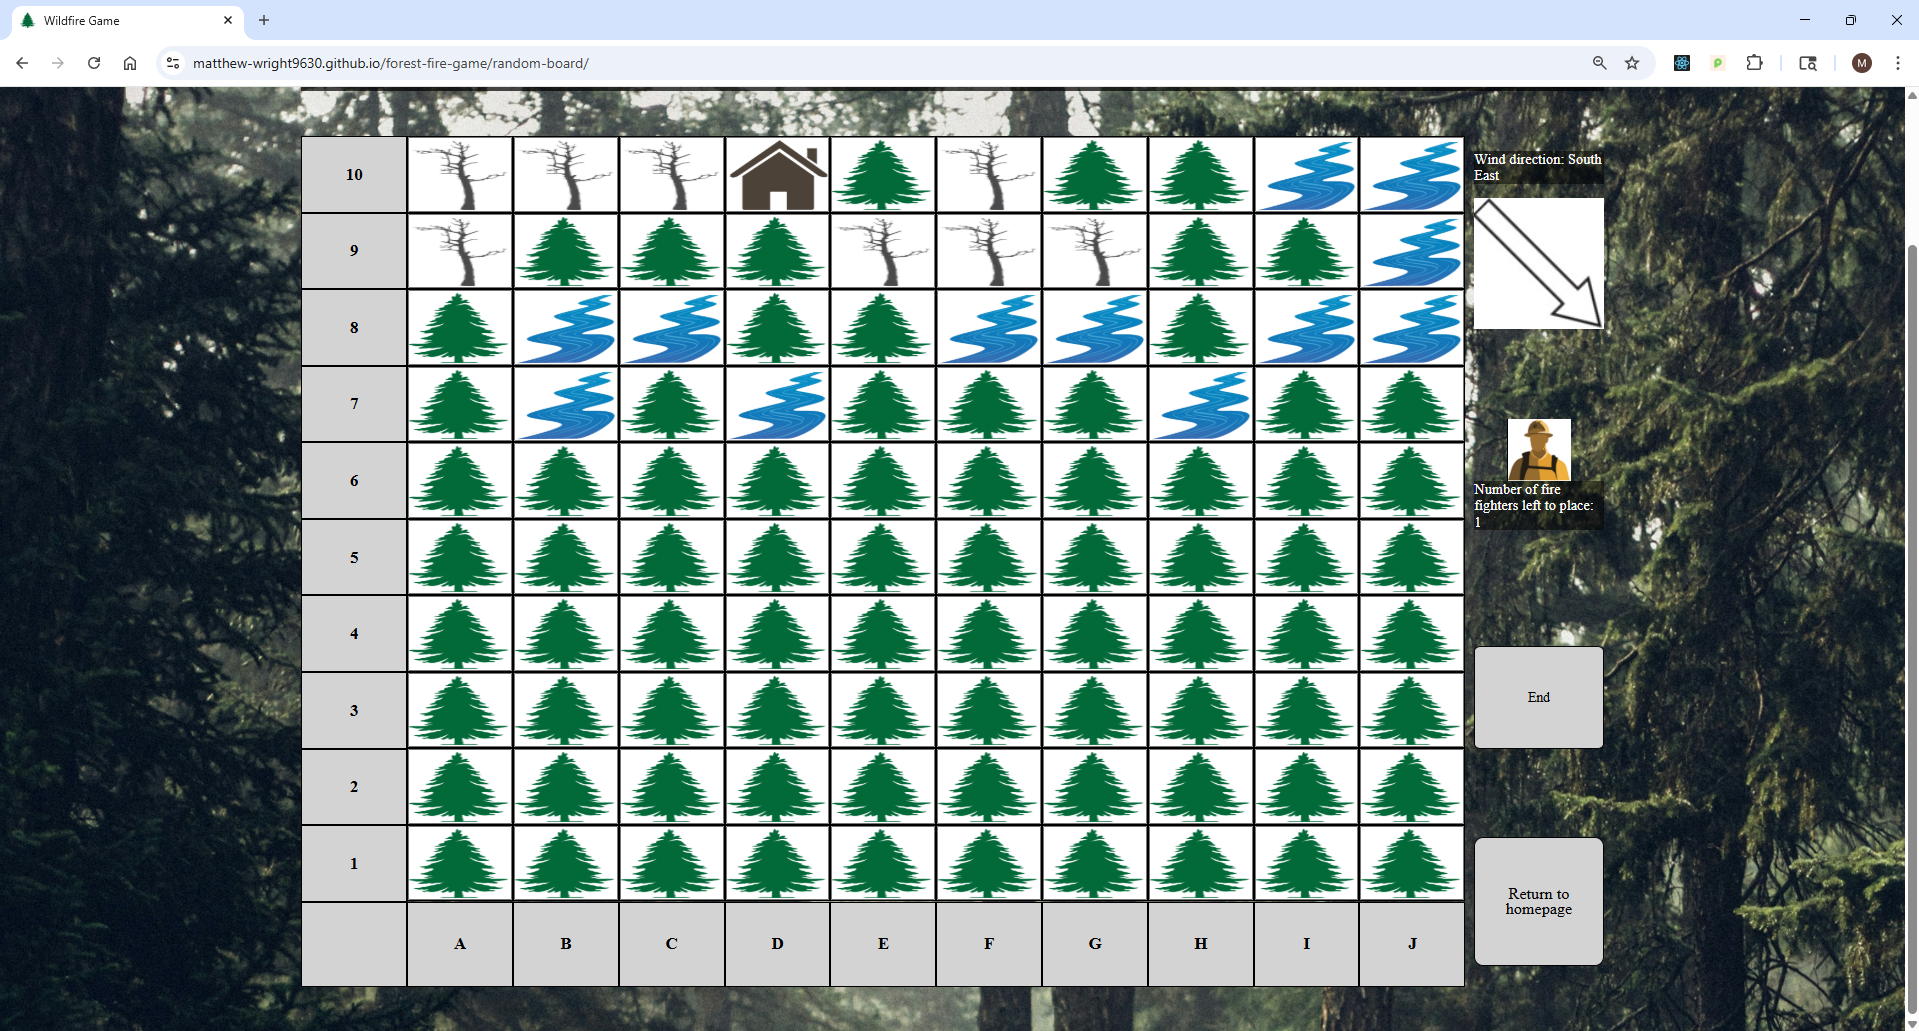 Wildfire Game
matthew-wright9630.github.io/forest-fire-game/random-board/
M
10
Wind direction: South
East
9
8
7
6
Number of fire
fighters left to place:
1
5
4
3
End
2
1
Return to
homepage
A B C D E F G H I J